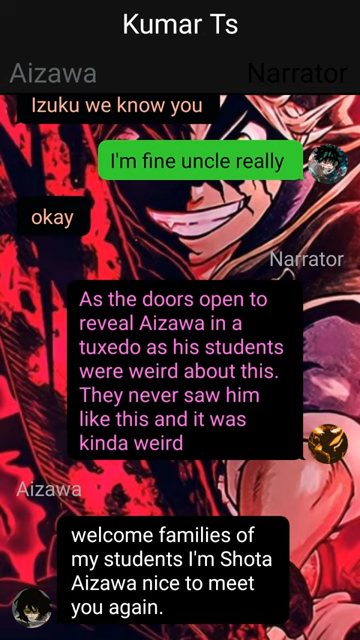 Kumar Ts
Aizawa
Narrator
Izuku we know you
I'm fine uncle really
okay
Narrator
As the doors open to
reveal Aizawa in a
tuxedo as his students
were weird about this.
They never saw him
like this and it was
kinda weird
Aizawa
welcome families of
my students I'm Shota
Aizawa nice to meet
you again.